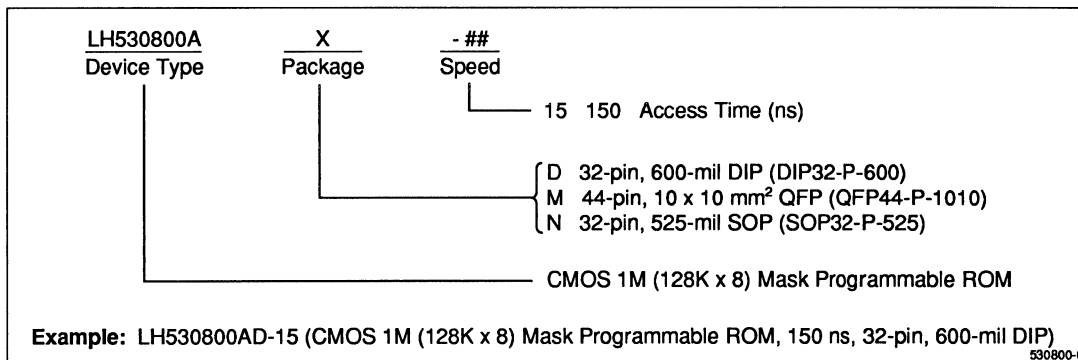 LH530800A X - ##
Device Type Package Speed
15 150 Access Time (ns)
D 32-pin, 600-mil DIP (DIP32-P-600)
M 44-pin, 10 x 10 mm² QFP (QFP44-P-1010)
N 32-pin, 525-mil SOP (SOP32-P-525)
CMOS 1M (128K x 8) Mask Programmable ROM
Example: LH530800AD-15 (CMOS 1M (128K x 8) Mask Programmable ROM, 150 ns, 32-pin, 600-mil DIP)